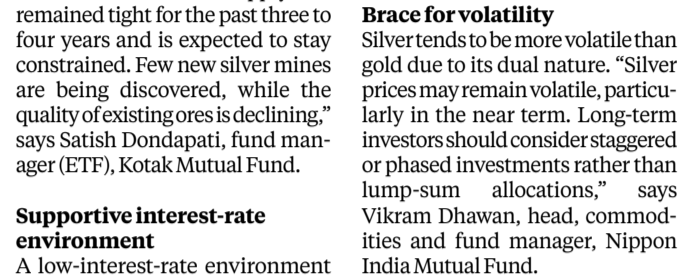 remained tight for the past three to
four years and is expected to stay
constrained. Few new silver mines
are being discovered, while the
quality of existing ores is declining,”
says Satish Dondapati, fund man-
ager (ETF), Kotak Mutual Fund.
Supportive interest-rate
environment
A low-interest-rate environment
Brace for volatility
Silver tends to be more volatile than
gold due to its dual nature. “Silver
prices may remain volatile, particu-
larly in the near term. Long-term
investors should consider staggered
or phased investments rather than
lump-sum allocations,” says
Vikram Dhawan, head, commod-
ities and fund manager, Nippon
India Mutual Fund.